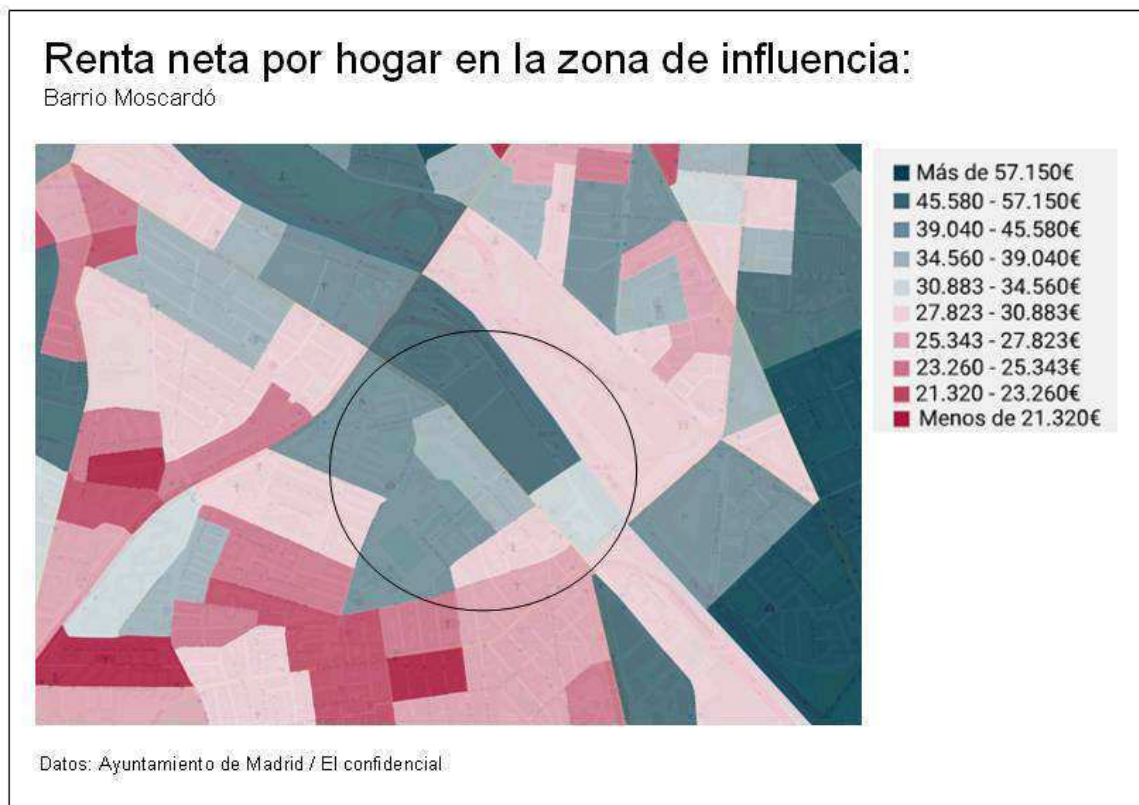 Renta neta por hogar en la zona de influencia:
Barrio Moscardó
Más de 57.150€
45.580 - 57.150€
39.040 - 45.580€
34.560 - 39.040€
30.883 - 34.560€
27.823 - 30.883€
25.343 - 27.823€
23.260 - 25.343€
21.320 - 23.260€
Menos de 21.320€
Datos: Ayuntamiento de Madrid / El confidencial